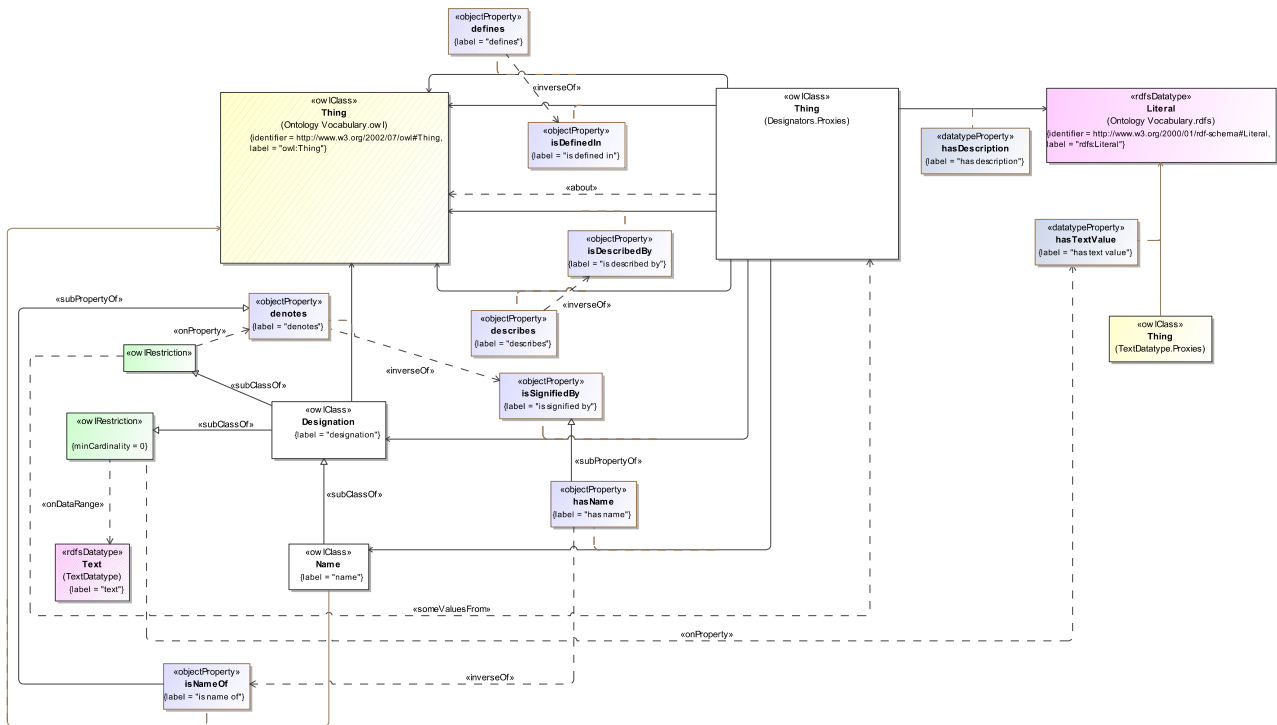 «objectProperty»
defines
{label = "defines"}
«inverseOf»
«owlClass»
Thing
(Ontology Vocabulary.owl)
{identifier = http://www.w3.org/2002/07/owl#Thing,
label = "owl:Thing"}
«objectProperty»
isDefinedIn
{label = "is defined in"}
«owlClass»
Thing
(Designators.Proxies)
«datatypeProperty»
hasDescription
{label = "has description"}
«rdfsDatatype»
Literal
(Ontology Vocabulary.rdfs)
{identifier = http://www.w3.org/2000/01/rdf-schema#Literal,
label = "rdfs:Literal"}
«about»
«objectProperty»
isDescribedBy
{label = "is described by"}
«datatypeProperty»
hasTextValue
{label = "has text value"}
«subPropertyOf»
«objectProperty»
denotes
{label = "denotes"}
«inverseOf»
«objectProperty»
describes
{label = "describes"}
«owlClass»
Thing
(TextDatatype.Proxies)
«onProperty»
«owlRestriction»
«inverseOf»
«subClassOf»
«objectProperty»
isSignifiedBy
{label = "is signified by"}
«owlClass»
Designation
{label = "designation"}
«owlRestriction»
{minCardinality = 0}
«subClassOf»
«subPropertyOf»
«subClassOf»
«objectProperty»
hasName
{label = "has name"}
«onDataRange»
«rdfsDatatype»
Text
(TextDatatype)
{label = "text"}
«owlClass»
Name
{label = "name"}
«someValuesFrom»
«onProperty»
«objectProperty»
isNameOf
{label = "is name of"}
«inverseOf»